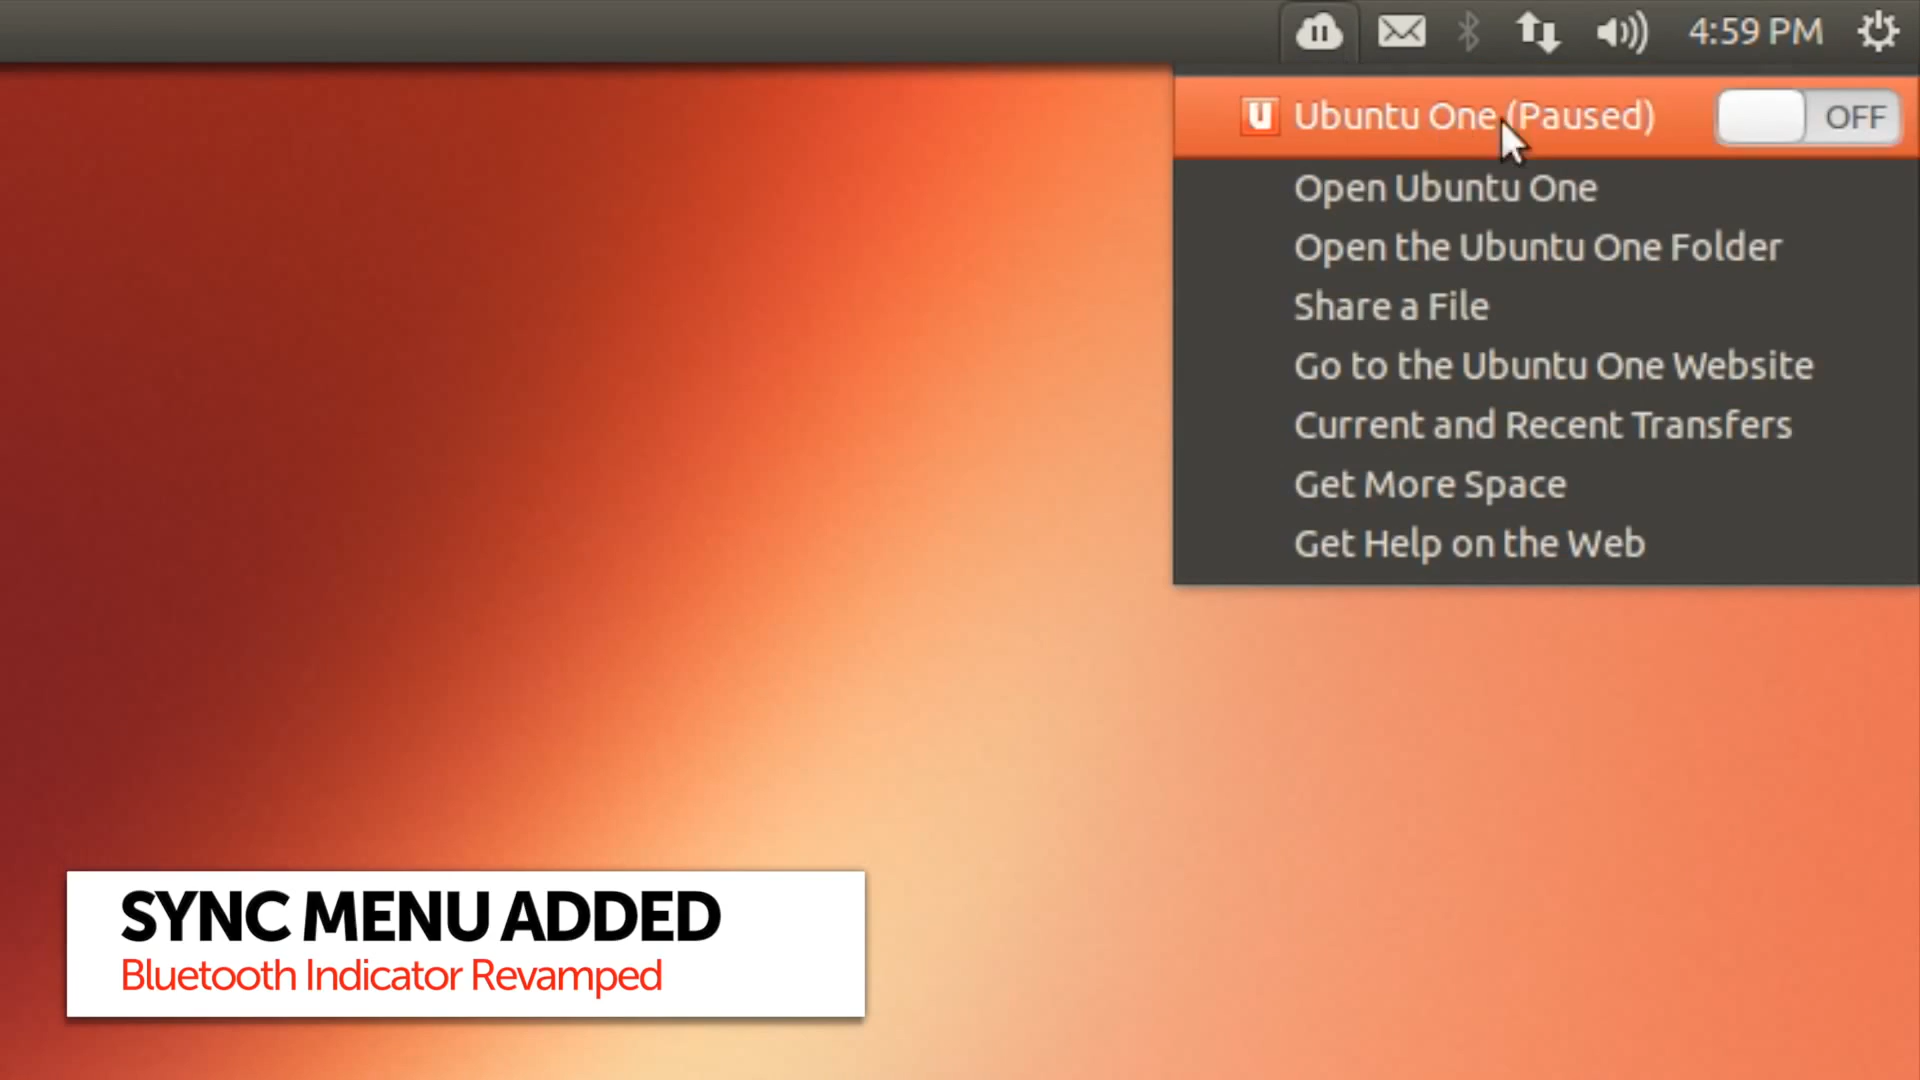 4:59 PM
U Ubuntu One (Paused) OFF
Open Ubuntu One
Open the Ubuntu One Folder
Share a File
Go to the Ubuntu One Website
Current and Recent Transfers
Get More Space
Get Help on the Web
SYNC MENU ADDED
Bluetooth Indicator Revamped